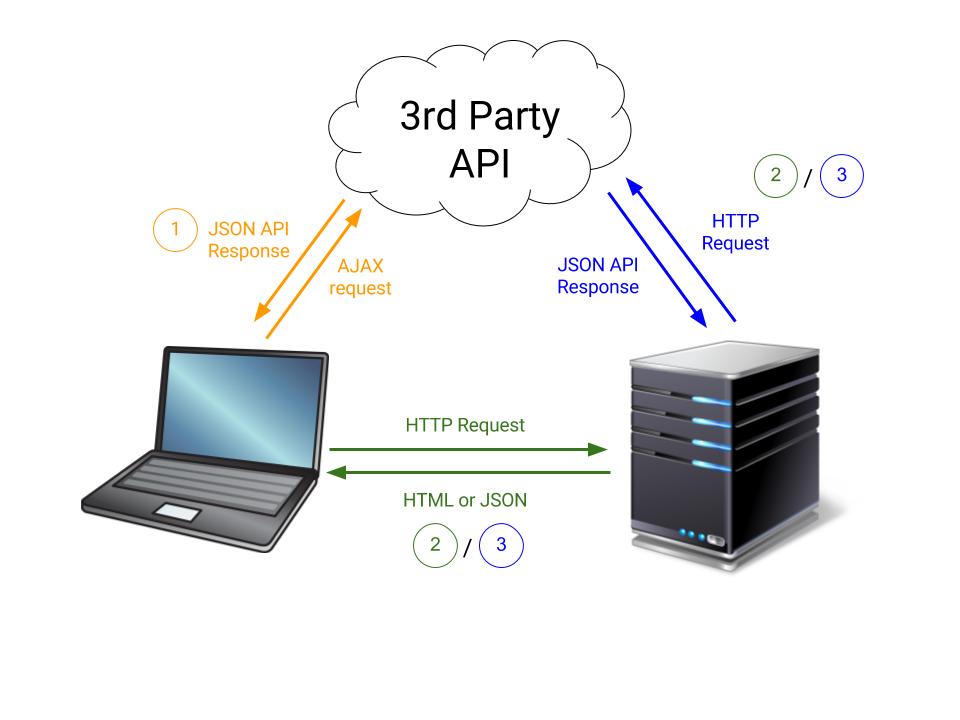 3rd Party
API
2 / 3
1
JSON API
Response
AJAX
request
HTTP
Request
JSON API
Response
HTTP Request
HTML or JSON
2 / 3